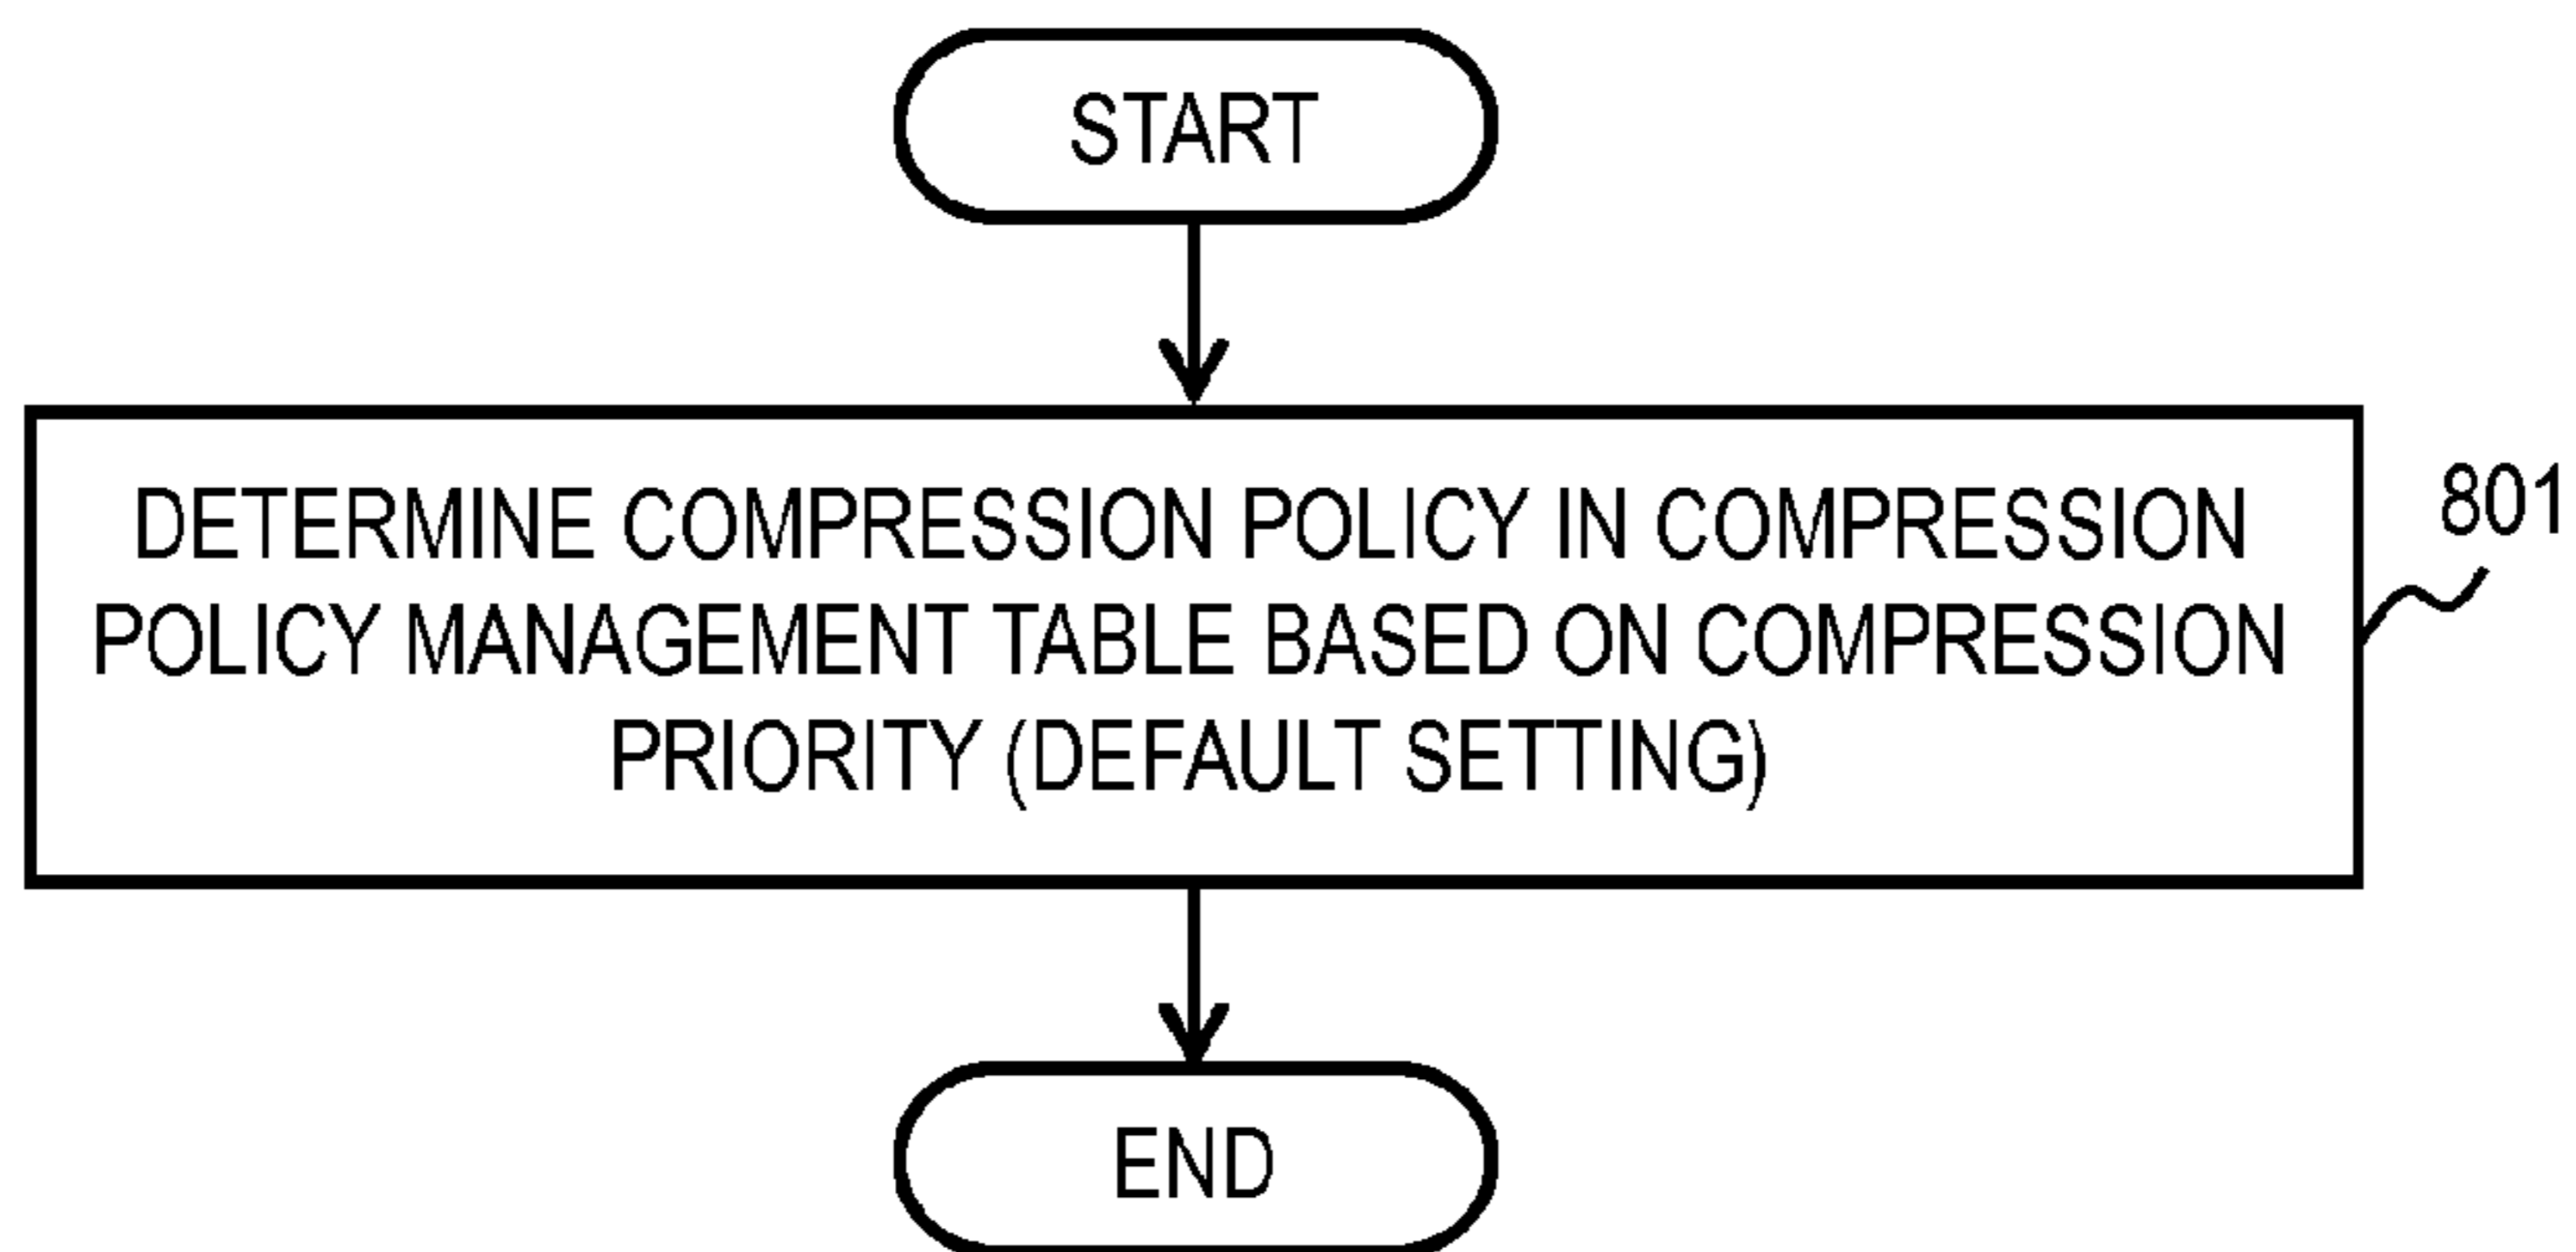 START
DETERMINE COMPRESSION POLICY IN COMPRESSION
POLICY MANAGEMENT TABLE BASED ON COMPRESSION
PRIORITY (DEFAULT SETTING)
801
END